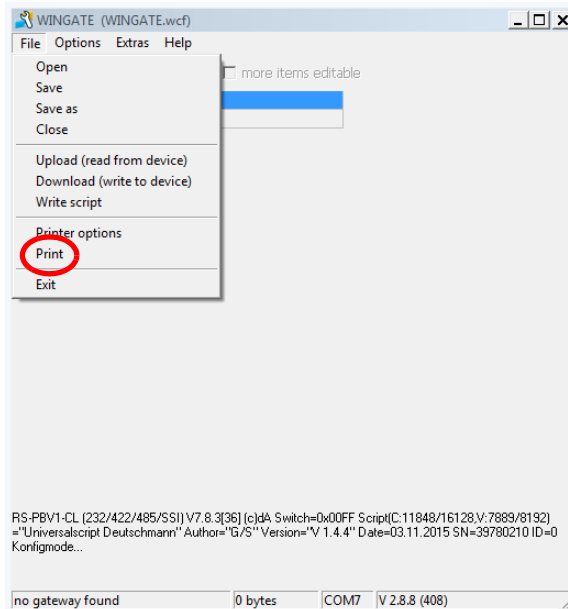 WINGATE (WINGATE.wcf)
File Options Extras Help
more items editable
Open
Save
Save as
Close
Upload (read from device)
Download (write to device)
Write script
Printer options
Print
Exit
RS-PBV1-CL (232/422/485/SSI) V7.8.3[36] (c)dA Switch=0x00FF Script(C:11848/16128,V:7889/8192)
="Universalscript Deutschmann" Author="G/S" Version="V 1.4.4" Date=03.11.2015 SN=39780210 ID=0
Konfigmode...
no gateway found 0 bytes COM7 V 2.8.8 (408)